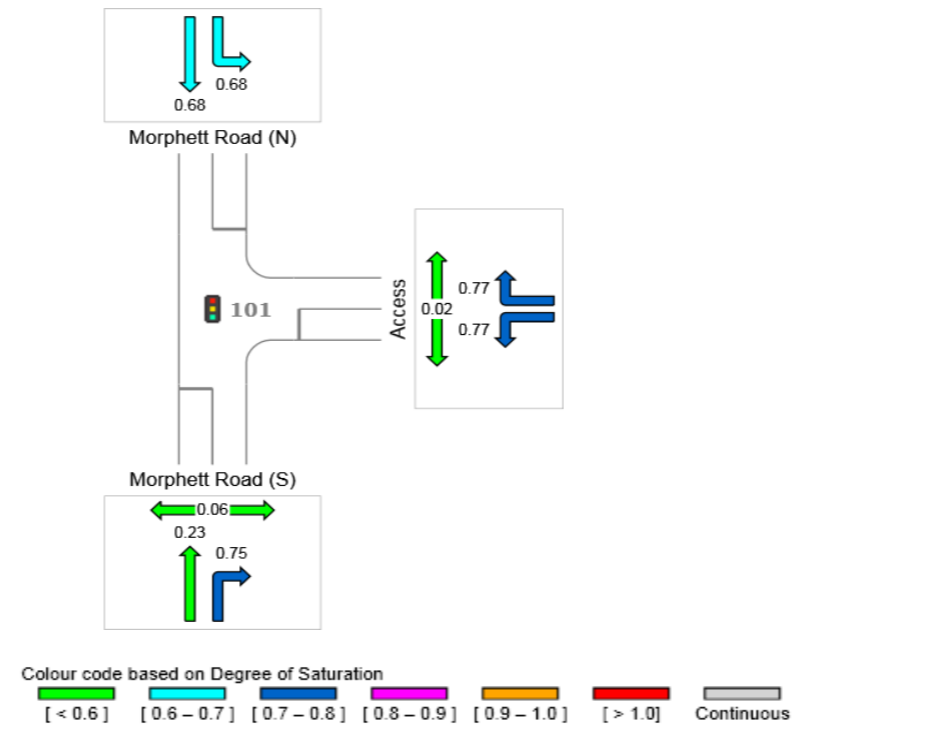 0.68
0.68
Morphett Road (N)
101
Access
0.77
0.02
0.77
Morphett Road (S)
0.06
0.23
0.75
Colour code based on Degree of Saturation
[ < 0.6 ] [ 0.6 – 0.7 ] [ 0.7 – 0.8 ] [ 0.8 – 0.9 ] [ 0.9 – 1.0 ] [ > 1.0] Continuous